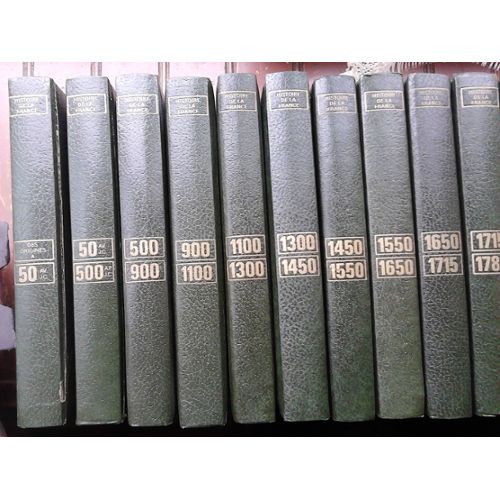 HISTOIRE
DE LA
FRANCE
DES
ORIGINES
A
50 AV. J.C.
HISTOIRE
DE LA
FRANCE
50 AV. J.C.
500 AP. J.C.
HISTOIRE
DE LA
FRANCE
500
900
HISTOIRE
DE LA
FRANCE
900
1100
HISTOIRE
DE LA
FRANCE
1100
1300
HISTOIRE
DE LA
FRANCE
1300
1450
HISTOIRE
DE LA
FRANCE
1450
1550
HISTOIRE
DE LA
FRANCE
1550
1650
HISTOIRE
DE LA
FRANCE
1650
1715
HISTOIRE
DE LA
FRANCE
1715
178